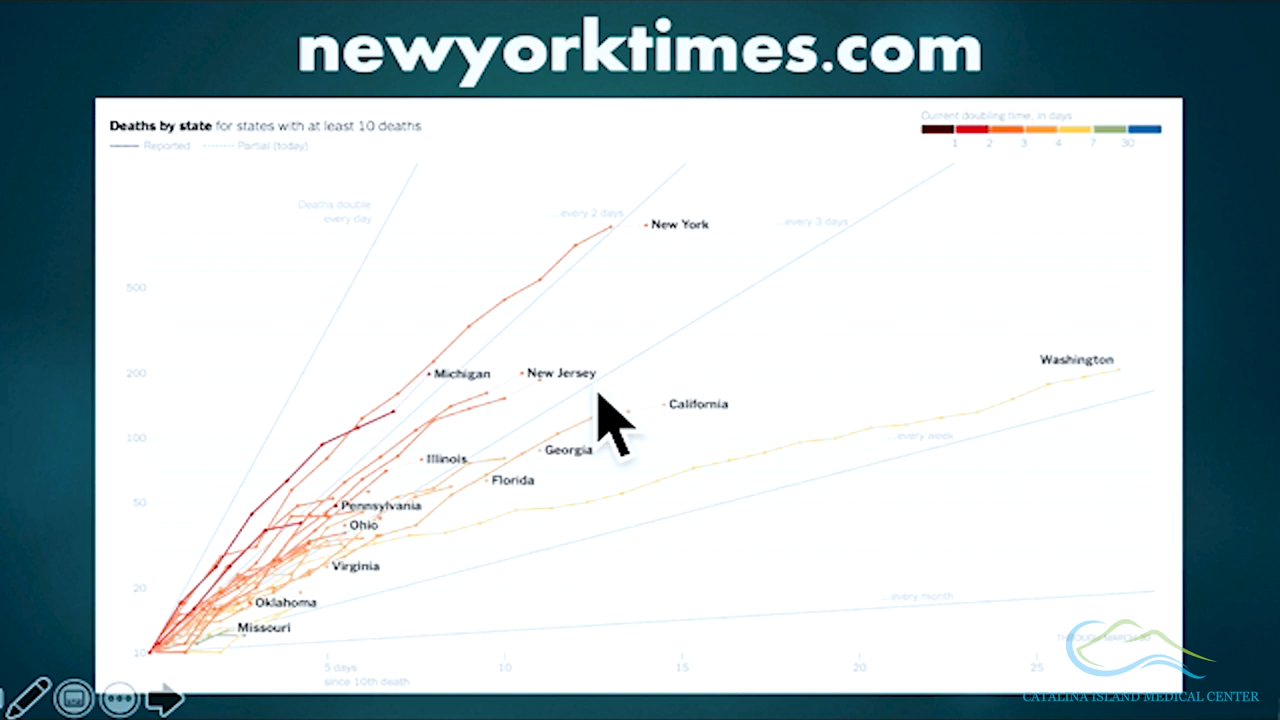 newyorktimes.com
Deaths by state for states with at least 10 deaths
Reported Partial (today)
Current doubling time, in days
1 2 3 4 7 30
Deaths double
every day
...every 2 days
New York
...every 3 days
500
Washington
200
Michigan
New Jersey
California
100
...every week
Georgia
Illinois
Florida
50
Pennsylvania
Ohio
Virginia
20
...every month
Oklahoma
Missouri
THROUGH MARCH 30
10
5 days
since 10th death
10
15
20
25
CATALINA ISLAND MEDICAL CENTER